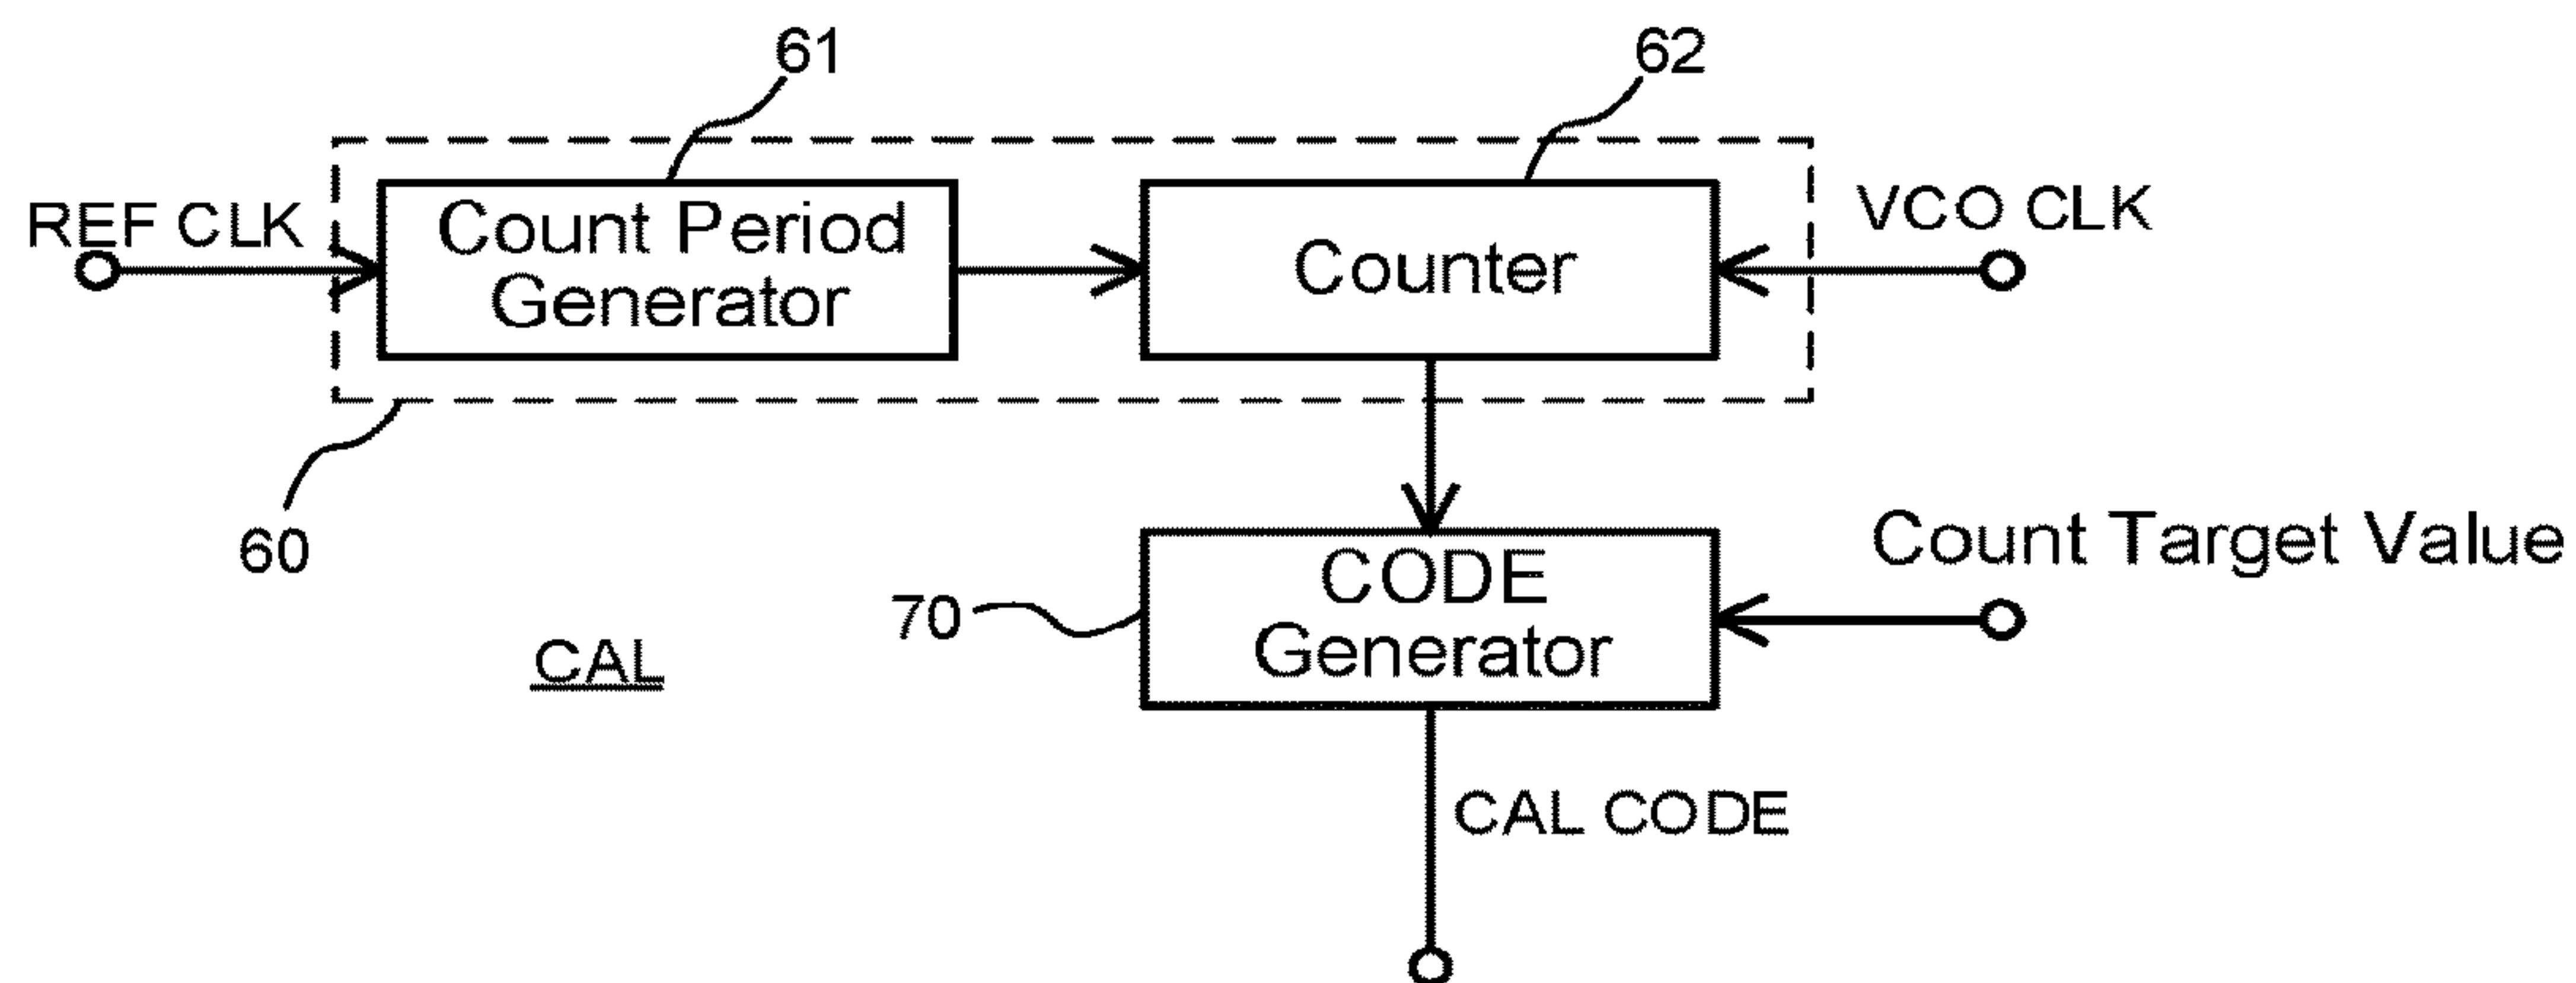 61
62
REF CLK
Count Period
Generator
Counter
VCO CLK
60
70
CODE
Generator
Count Target Value
CAL
CAL CODE